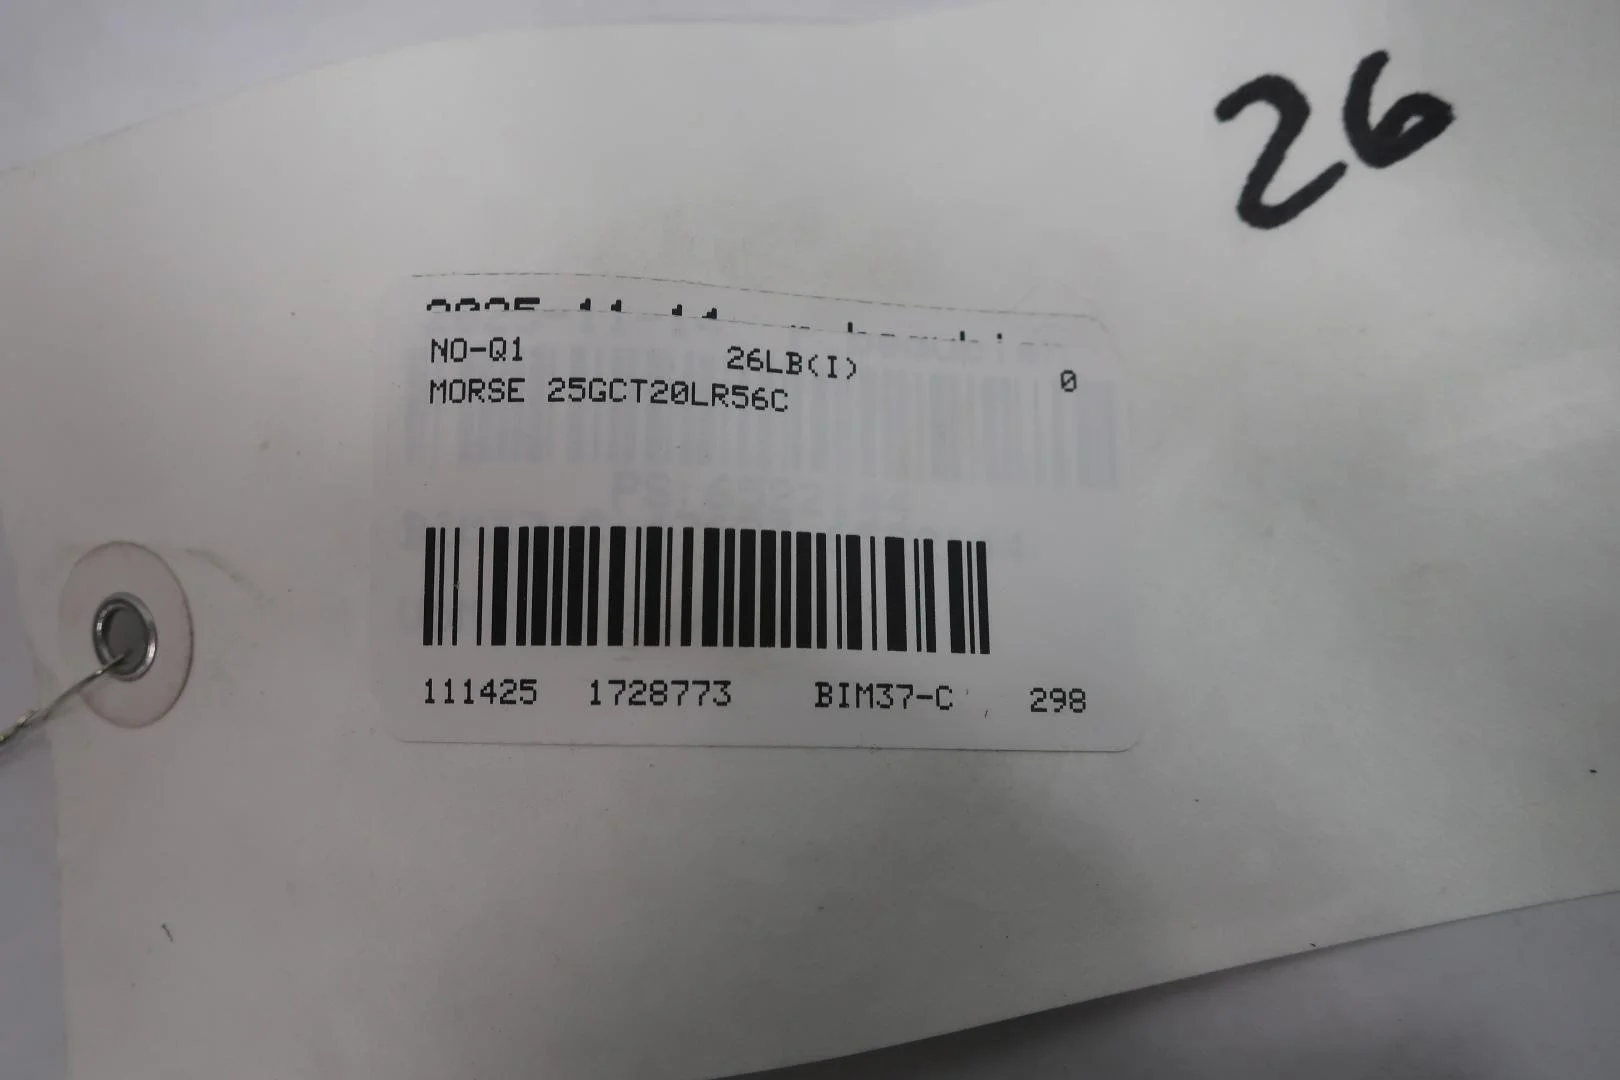 26
NO-Q1 26LB(I) 0
MORSE 25GCT20LR56C
111425 1728773 BIM37-C 298